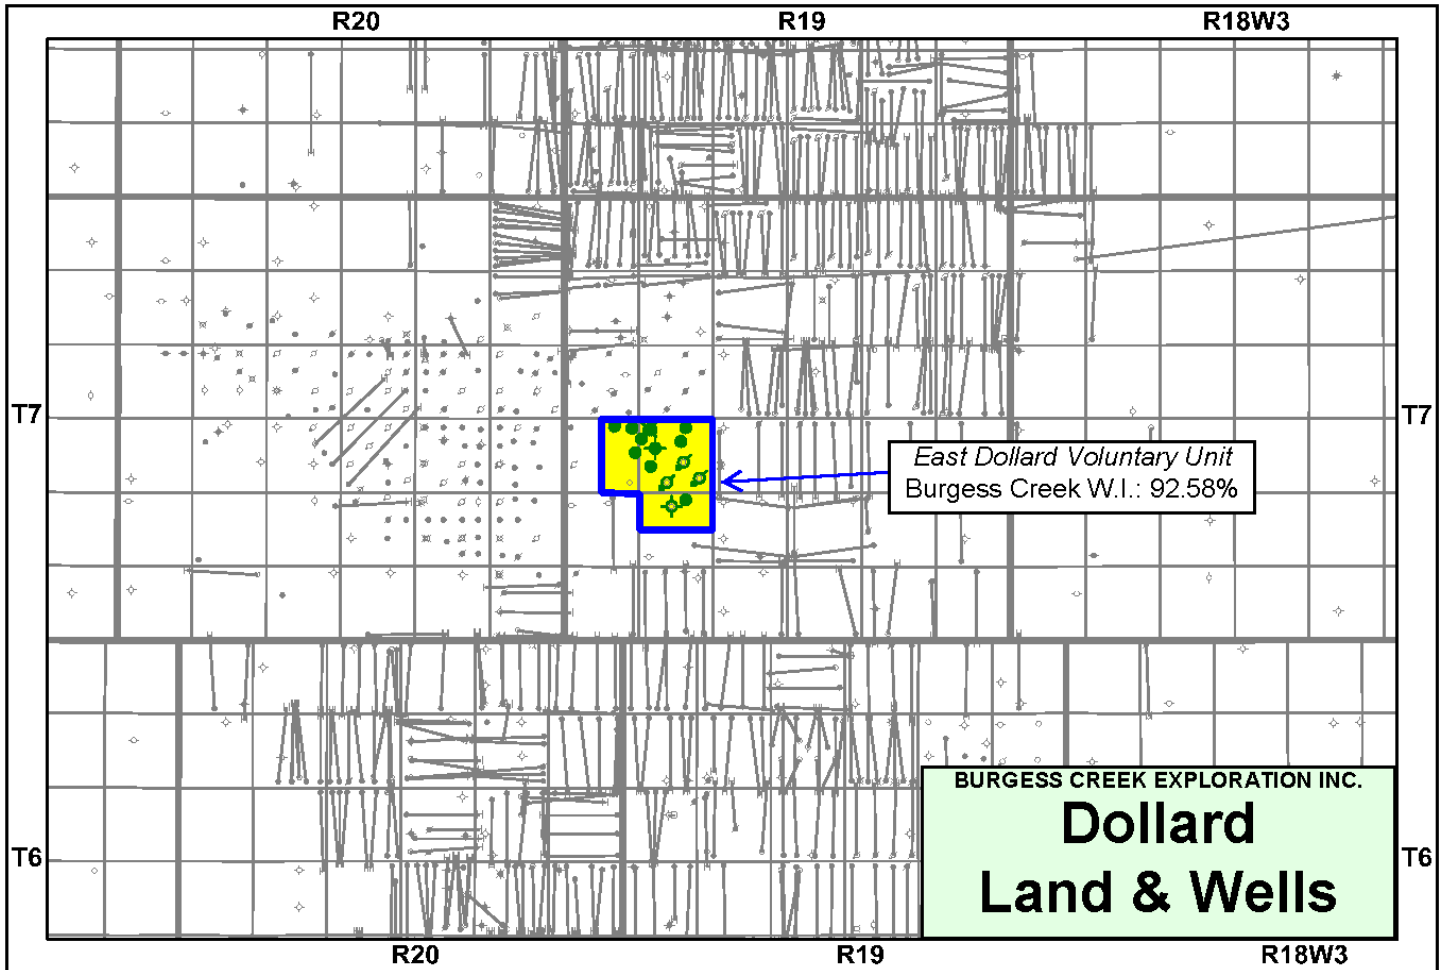 R20 R19 R18W3
T7 T7
East Dollard Voluntary Unit
Burgess Creek W.I.: 92.58%
BURGESS CREEK EXPLORATION INC.
Dollard
T6 T6
Land & Wells
R20 R19 R18W3